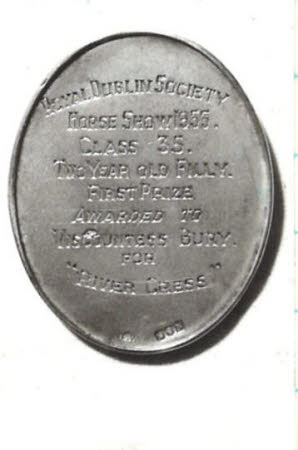 ROYAL DUBLIN SOCIETY
HORSE SHOW 1935.
CLASS 35.
TWO YEAR OLD FILLY.
FIRST PRIZE
AWARDED TO
VISCOUNTESS BURY.
FOR
"RIVER CRESS"